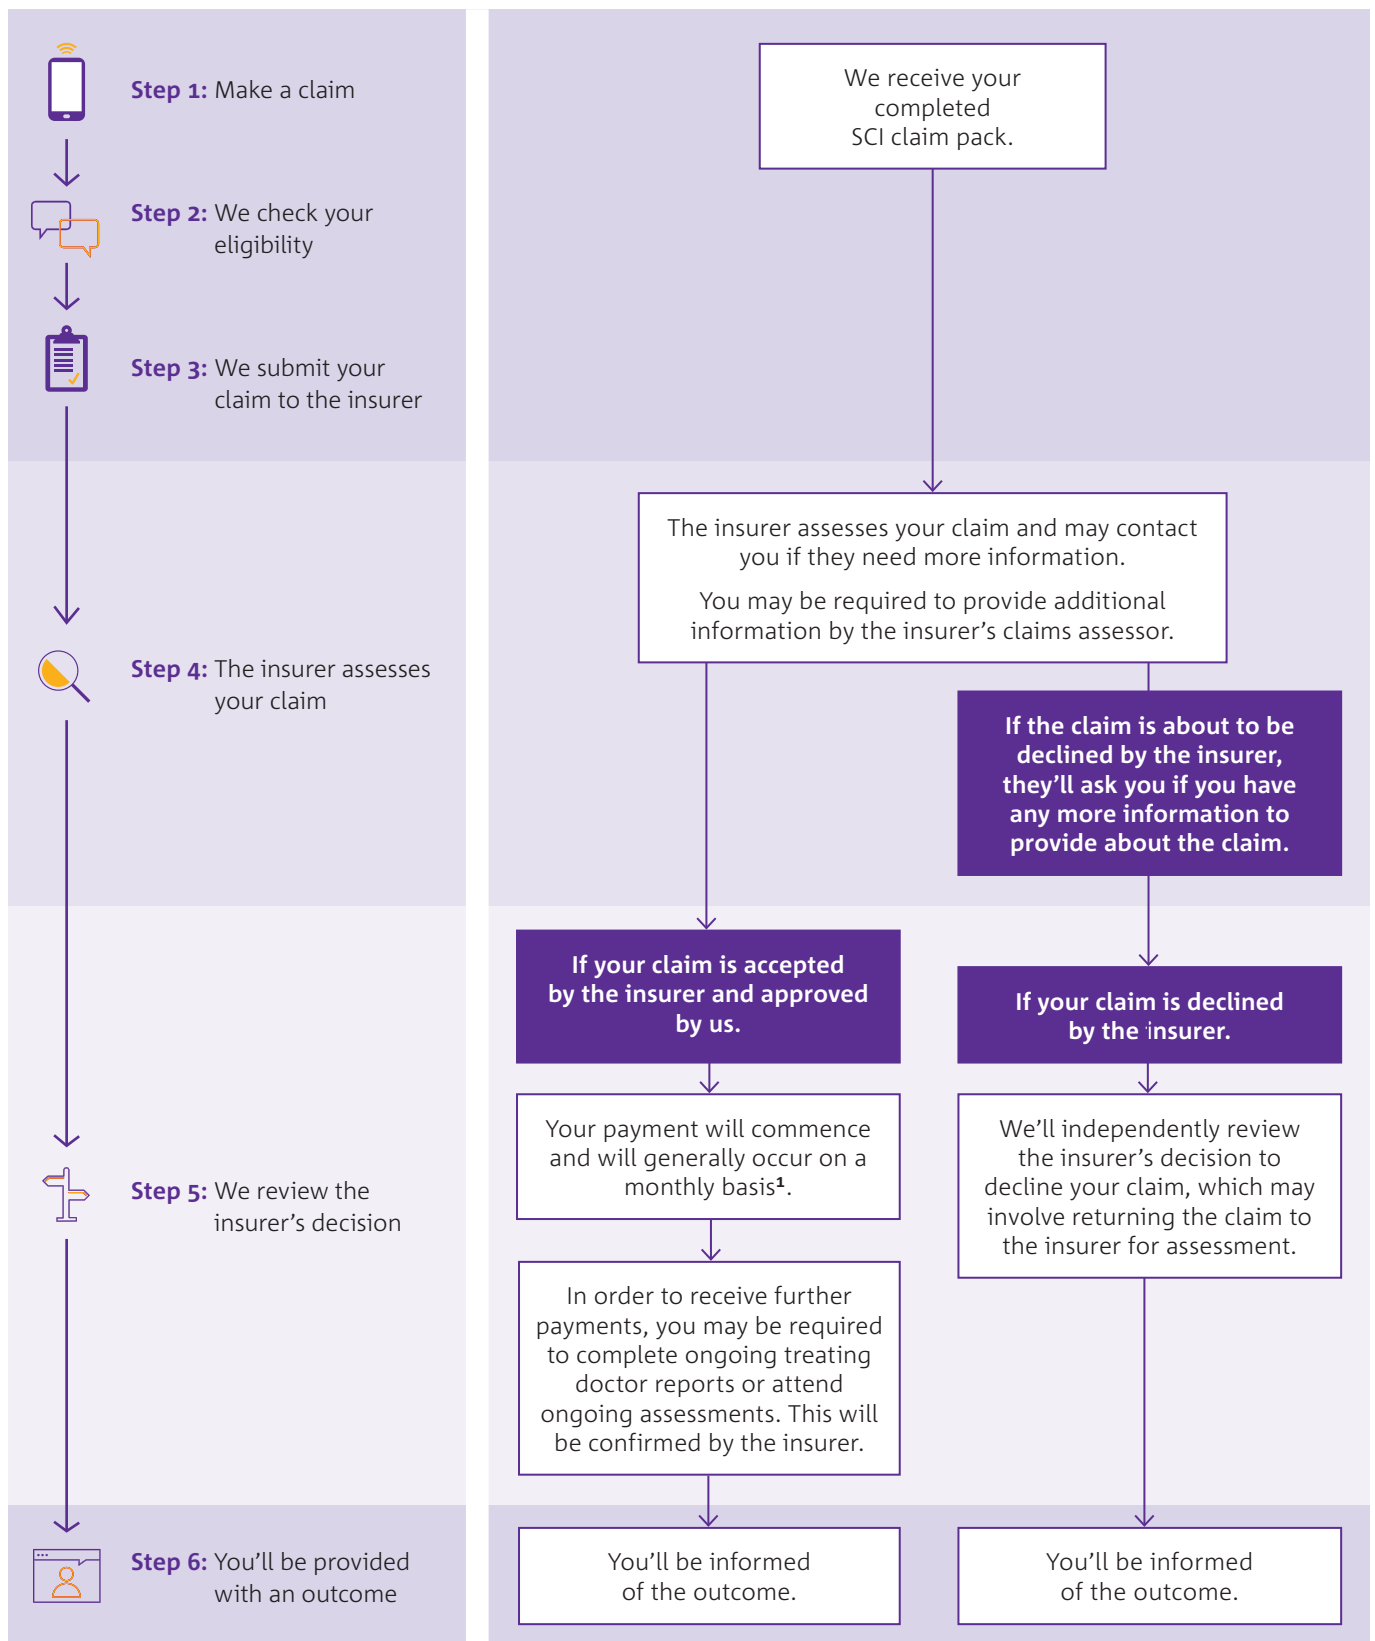 Step 1: Make a claim
Step 2: We check your
eligibility
Step 3: We submit your
claim to the insurer
Step 4: The insurer assesses
your claim
Step 5: We review the
insurer’s decision
Step 6: You’ll be provided
with an outcome
We receive your
completed
SCI claim pack.
The insurer assesses your claim and may contact
you if they need more information.
You may be required to provide additional
information by the insurer’s claims assessor.
If the claim is about to be
declined by the insurer,
they’ll ask you if you have
any more information to
provide about the claim.
If your claim is accepted
by the insurer and approved
by us.
Your payment will commence
and will generally occur on a
monthly basis¹.
In order to receive further
payments, you may be required
to complete ongoing treating
doctor reports or attend
ongoing assessments. This will
be confirmed by the insurer.
You’ll be informed
of the outcome.
If your claim is declined
by the insurer.
We’ll independently review
the insurer’s decision to
decline your claim, which may
involve returning the claim to
the insurer for assessment.
You’ll be informed
of the outcome.